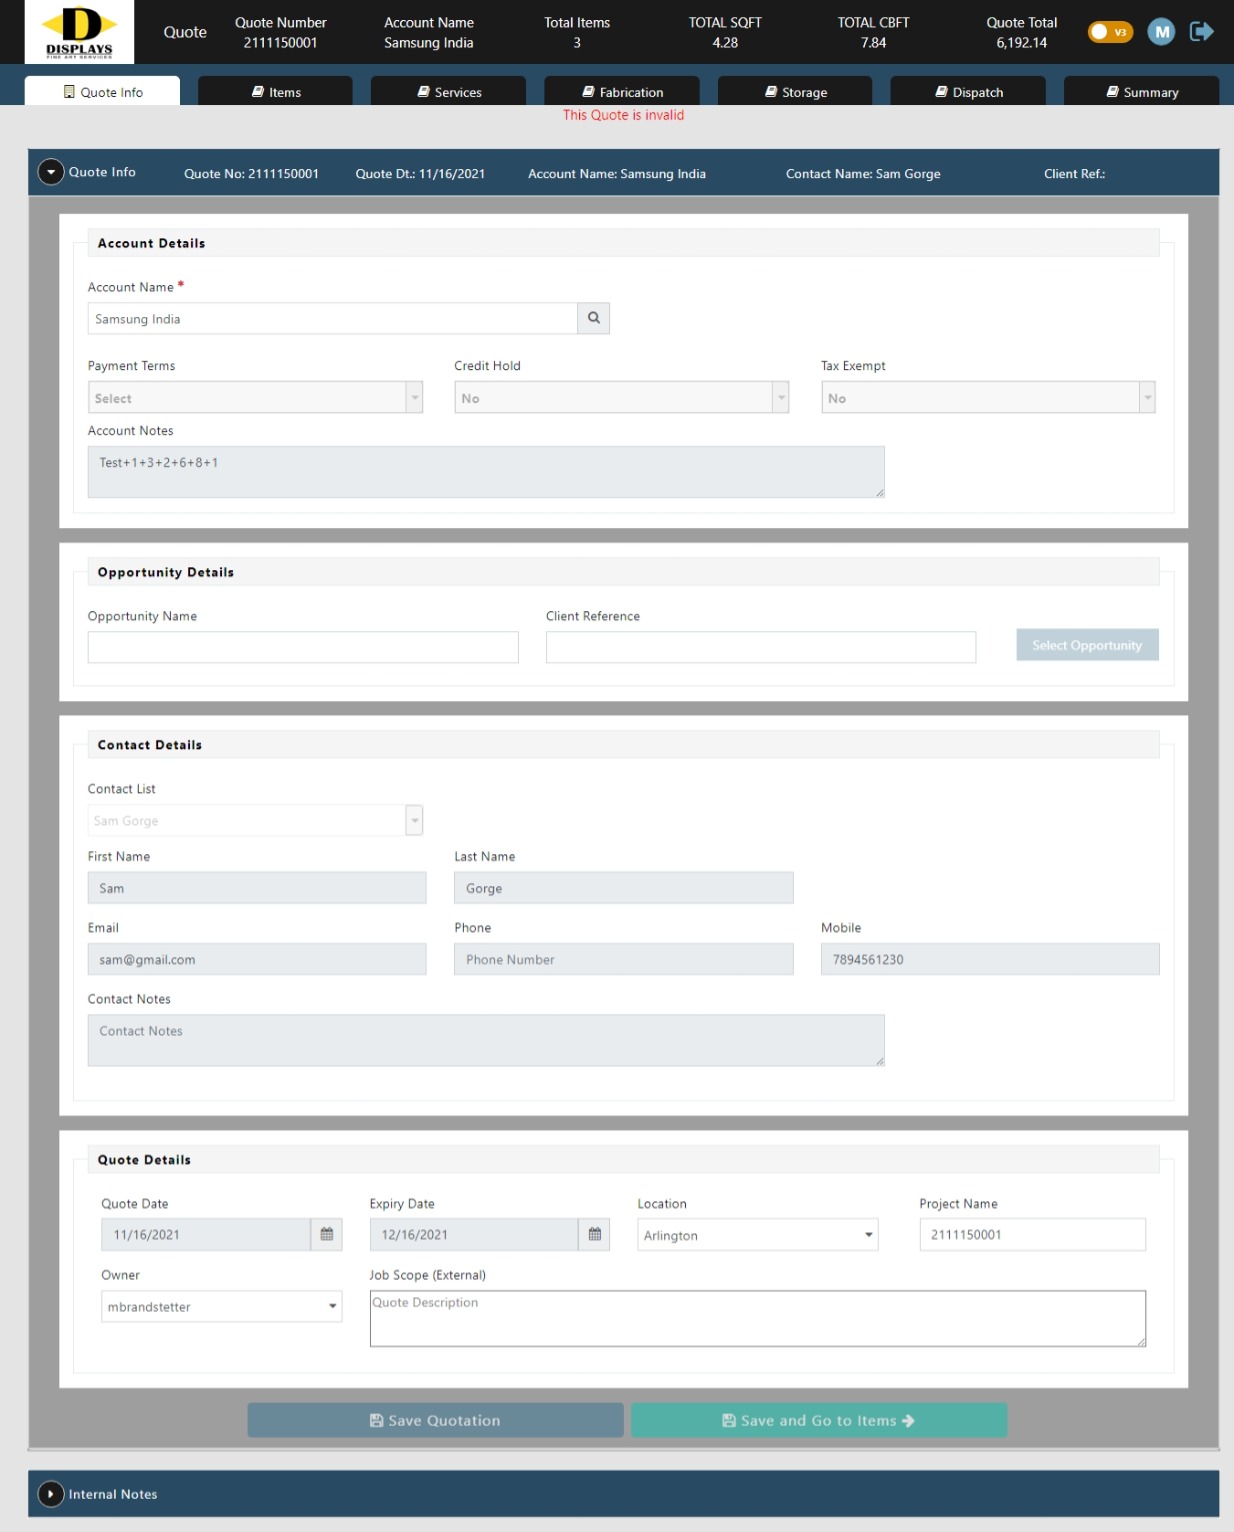 D
DISPLAYS
FINE ART SERVICES
Quote
Quote Number
2111150001
Account Name
Samsung India
Total Items
3
TOTAL SQFT
4.28
TOTAL CBFT
7.84
Quote Total
6,192.14
V3
M
Quote Info
Items
Services
Fabrication
Storage
Dispatch
Summary
This Quote is invalid
Quote Info
Quote No: 2111150001
Quote Dt.: 11/16/2021
Account Name: Samsung India
Contact Name: Sam Gorge
Client Ref.:
Account Details
Account Name *
Samsung India
Payment Terms
Credit Hold
Tax Exempt
Select
No
No
Account Notes
Test+1+3+2+6+8+1
Opportunity Details
Opportunity Name
Client Reference
Select Opportunity
Contact Details
Contact List
Sam Gorge
First Name
Last Name
Sam
Gorge
Email
Phone
Mobile
sam@gmail.com
Phone Number
7894561230
Contact Notes
Contact Notes
Quote Details
Quote Date
Expiry Date
Location
Project Name
11/16/2021
12/16/2021
Arlington
2111150001
Owner
Job Scope (External)
mbrandstetter
Quote Description
Save Quotation
Save and Go to Items
Internal Notes